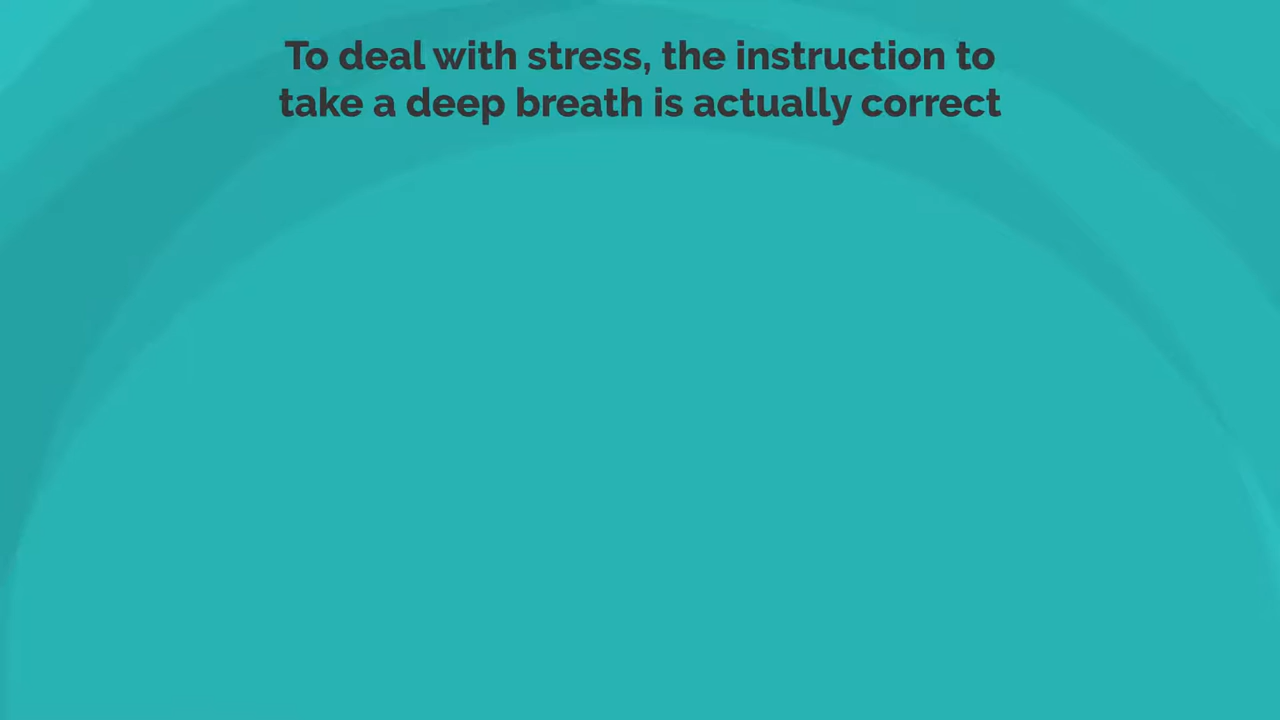 To deal with stress, the instruction to
take a deep breath is actually correct